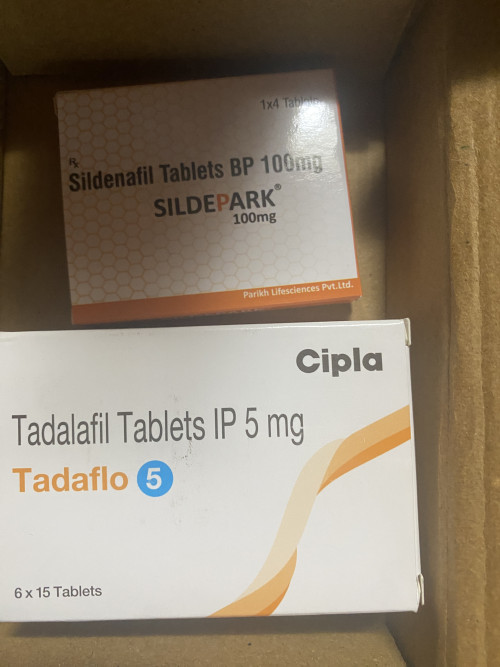 1x4 Tablets
Rx
Sildenafil Tablets BP 100mg
SILDEPARK®
100mg
Parikh Lifesciences Pvt.Ltd.
Cipla
Tadalafil Tablets IP 5 mg
Tadaflo 5
6 x 15 Tablets